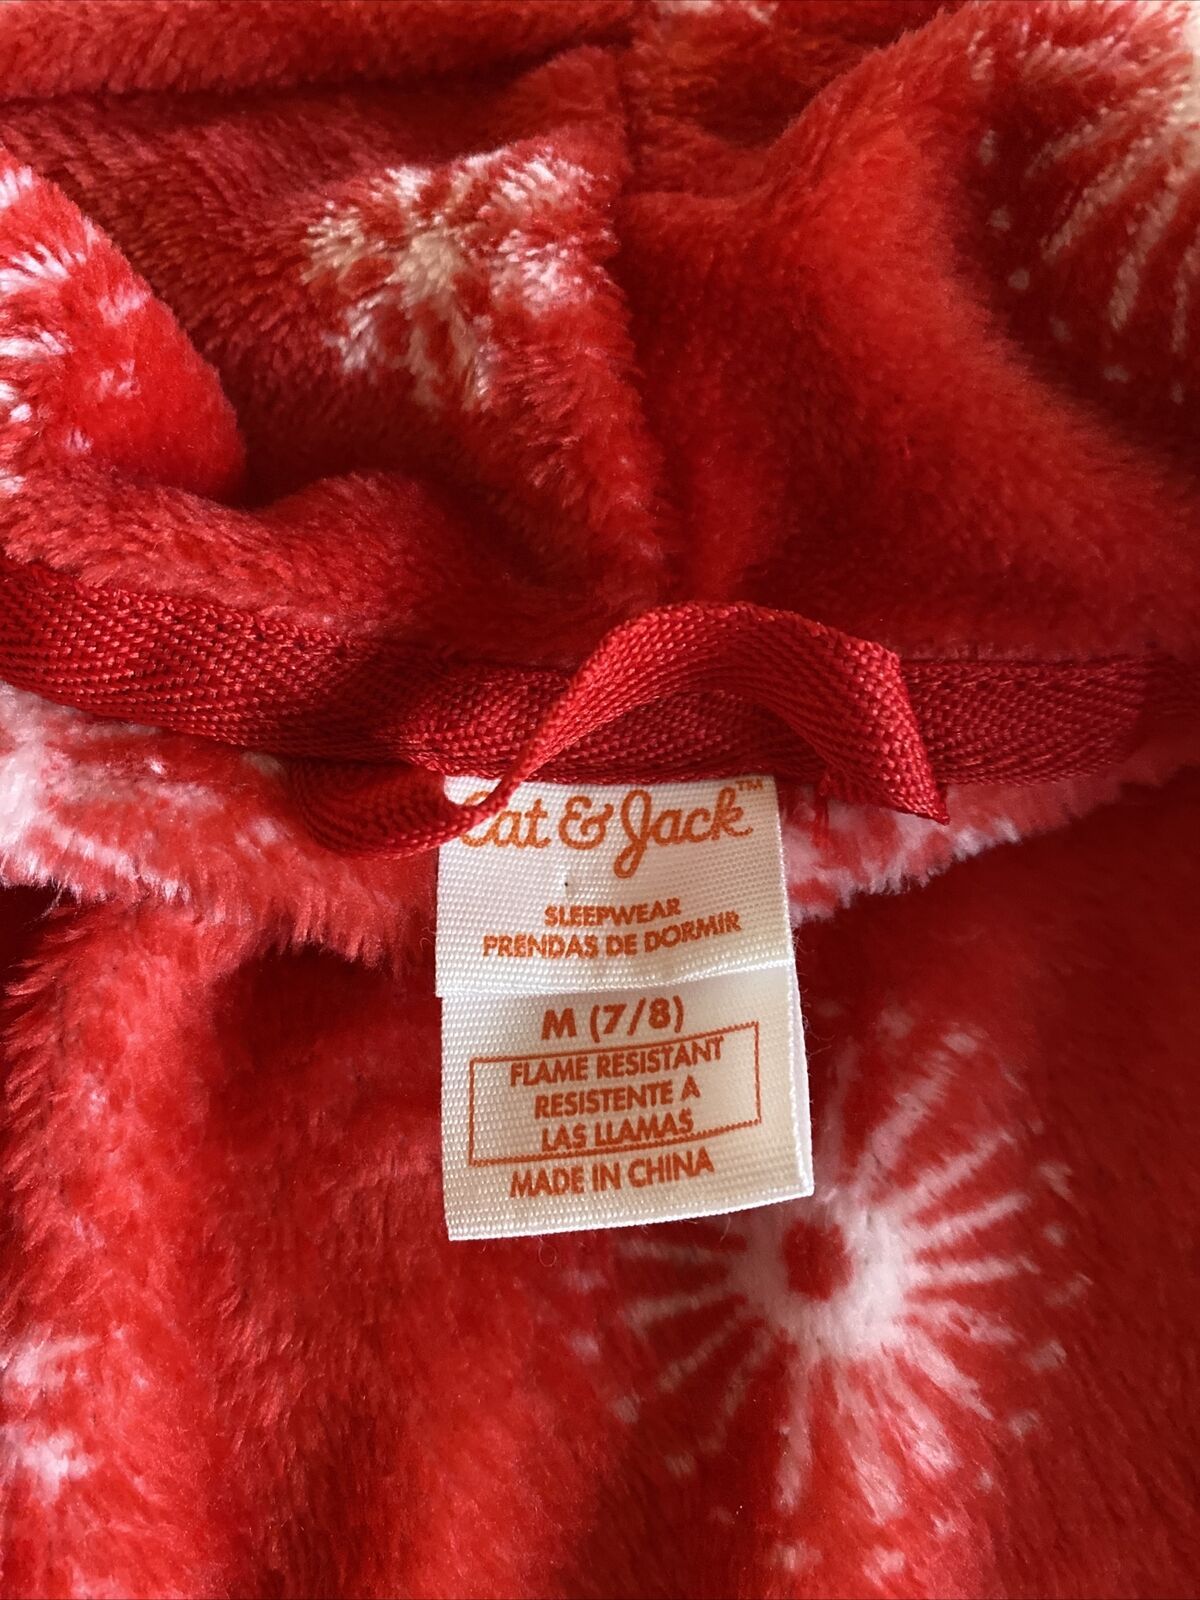 Cat & Jack™
SLEEPWEAR
PRENDAS DE DORMIR
M (7/8)
FLAME RESISTANT
RESISTENTE A
LAS LLAMAS
MADE IN CHINA